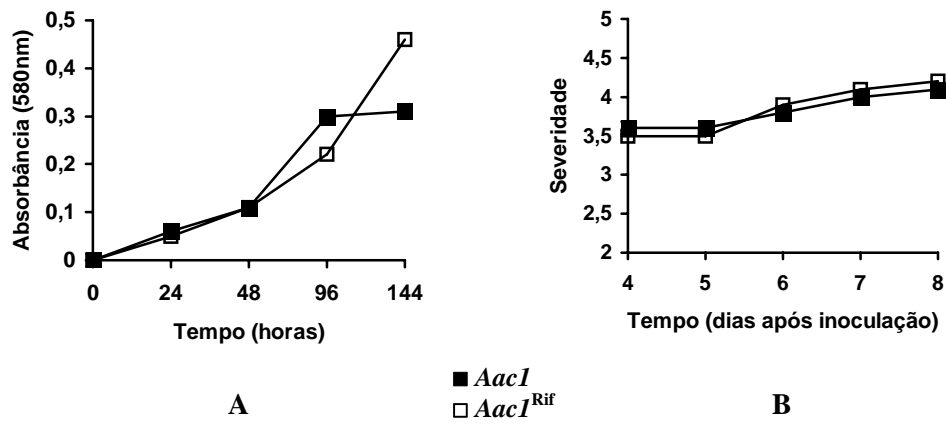 0,5
0,4
0,3
0,2
0,1
0
Absorbância (580nm)
0 24 48 96 144
Tempo (horas)
A
5
4,5
4
3,5
3
2,5
2
Severidade
4 5 6 7 8
Tempo (dias após inoculação)
B
Aac1
Aac1Rif